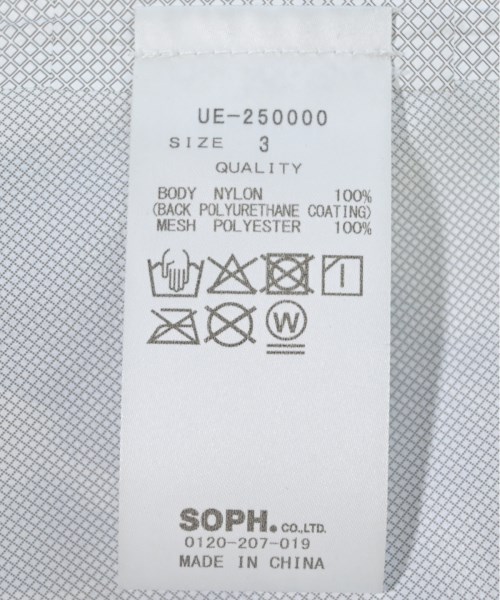 UE-250000
SIZE 3
QUALITY
BODY NYLON 100%
(BACK POLYURETHANE COATING)
MESH POLYESTER 100%
W
SOPH. CO.,LTD.
0120-207-019
MADE IN CHINA